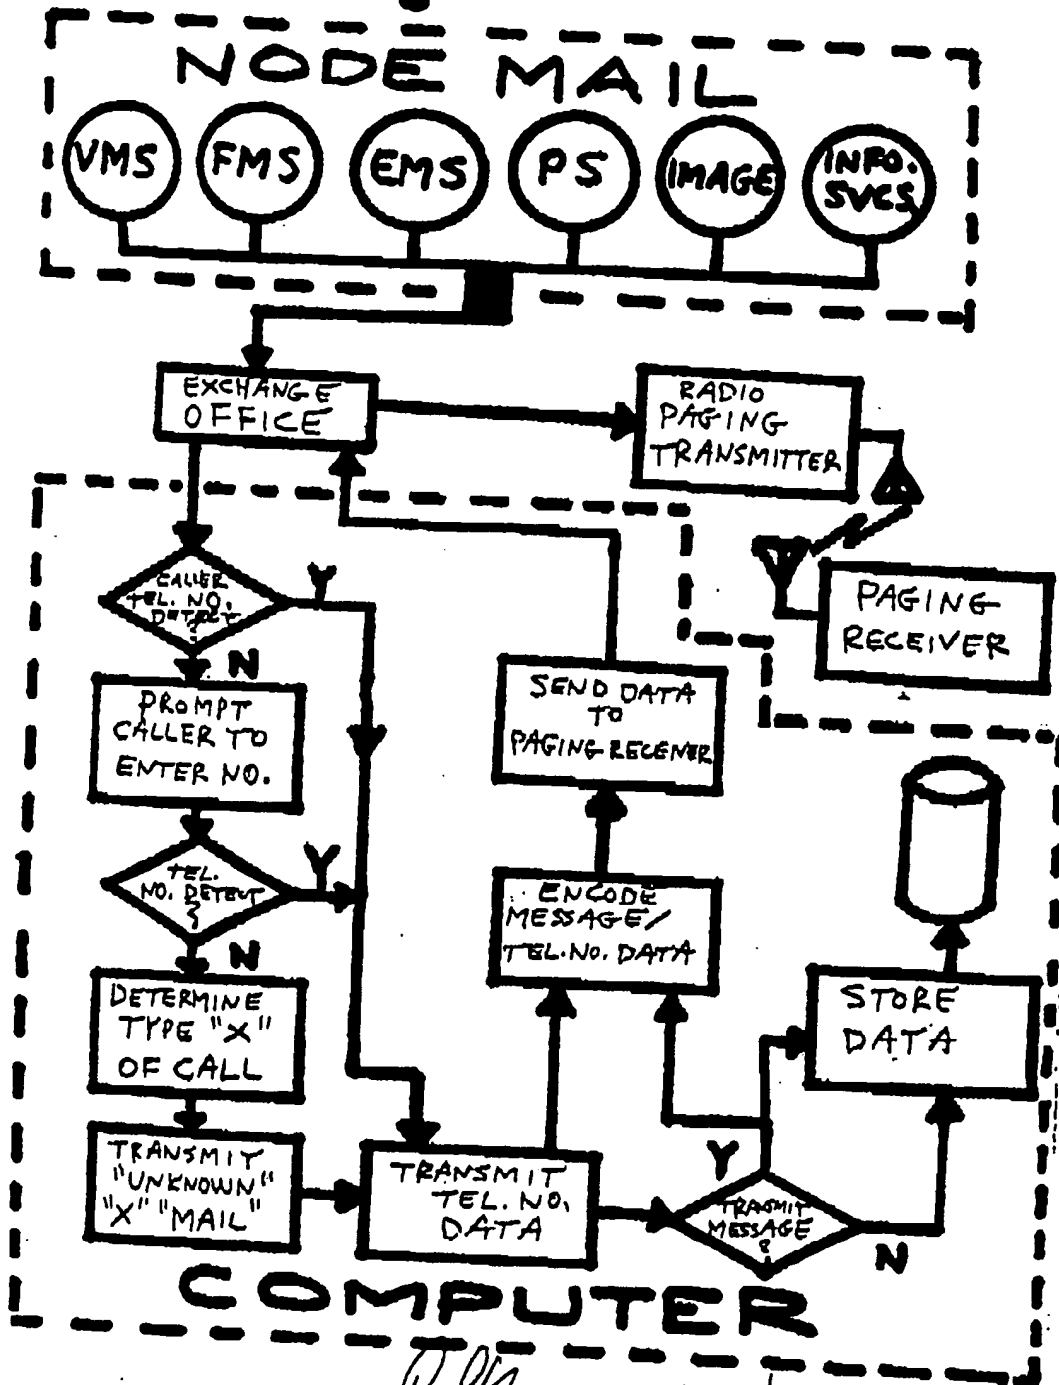 NODE MAIL
VMS
FMS
EMS
PS
IMAGE
INFO.
SVCS
EXCHANGE
OFFICE
RADIO
PAGING
TRANSMITTER
PAGING
RECEIVER
CALLER
TEL. NO.
DETECT
Y
N
PROMPT
CALLER TO
ENTER NO.
TEL.
NO. DETECT
?
Y
N
DETERMINE
TYPE "X"
OF CALL
TRANSMIT
"UNKNOWN"
"X" "MAIL"
SEND DATA
TO
PAGING RECEIVER
ENCODE
MESSAGE/
TEL.NO. DATA
STORE
DATA
TRANSMIT
TEL. NO.
DATA
Y
TRASMIT
MESSAGE
?
N
COMPUTER